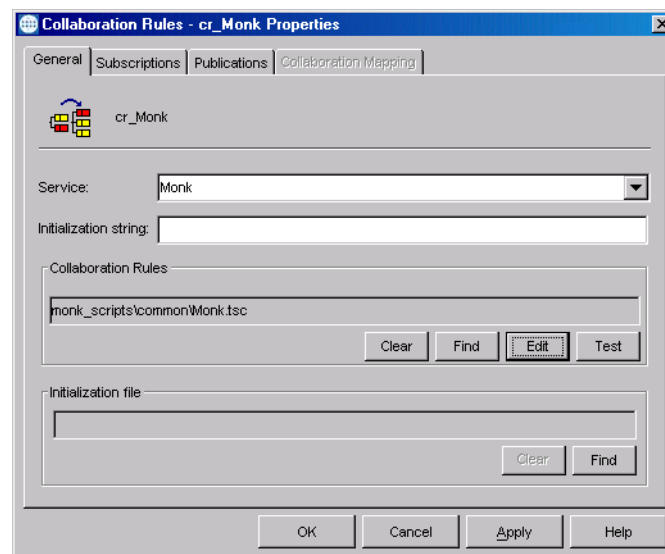 Collaboration Rules - cr_Monk Properties
General Subscriptions Publications Collaboration Mapping
cr_Monk
Service: Monk
Initialization string:
Collaboration Rules
monk_scripts\common\Monk.tsc
Clear Find Edit Test
Initialization file
Clear Find
OK Cancel Apply Help